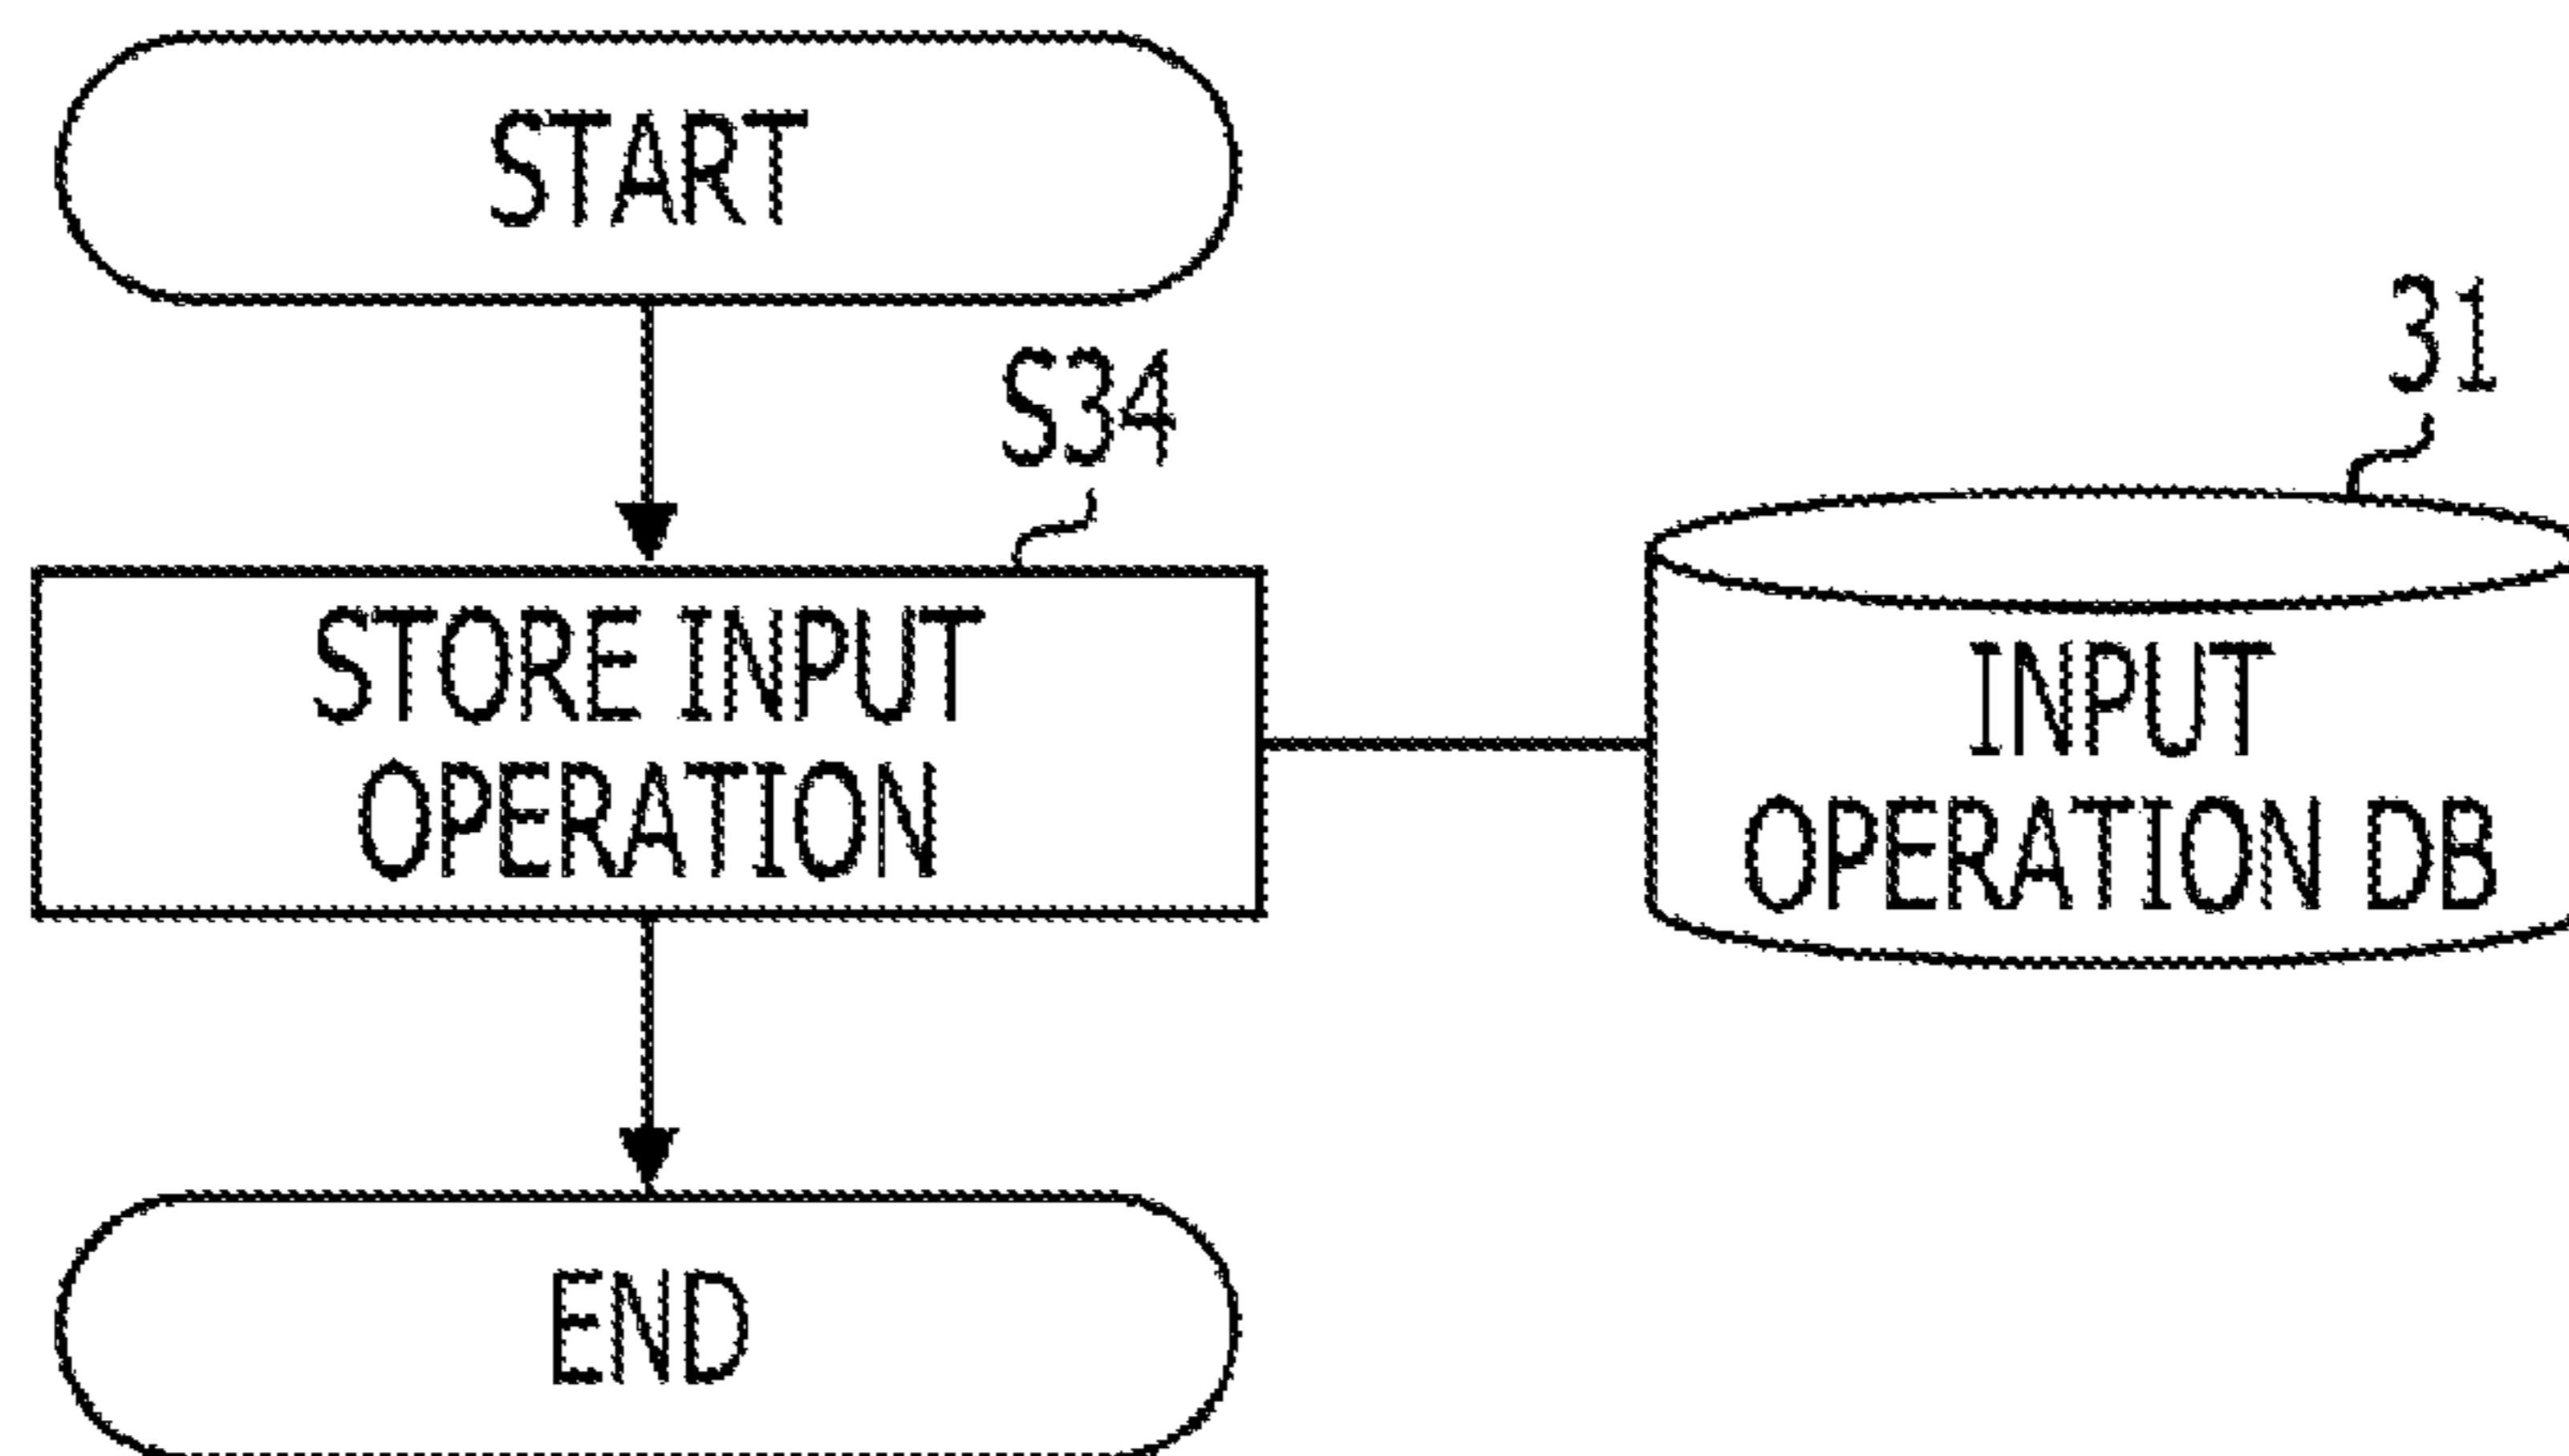 START
S34
31
STORE INPUT
OPERATION
INPUT
OPERATION DB
END